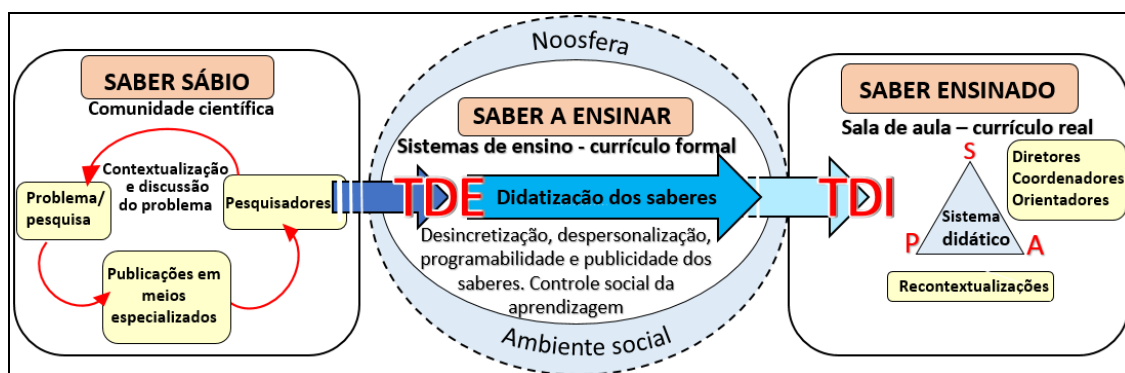 SABER SÁBIO
Comunidade científica
Contextualização
e discussão
do problema
Problema/
pesquisa
Pesquisadores
Publicações em
meios
especializados
Noosfera
SABER A ENSINAR
Sistemas de ensino - currículo formal
TDE
Didatização dos saberes
Desincretização, despersonalização,
programabilidade e publicidade dos
saberes. Controle social da
aprendizagem
Ambiente social
TDI
SABER ENSINADO
Sala de aula – currículo real
S
Diretores
Coordenadores
Orientadores
Sistema
didático
P
A
Recontextualizações